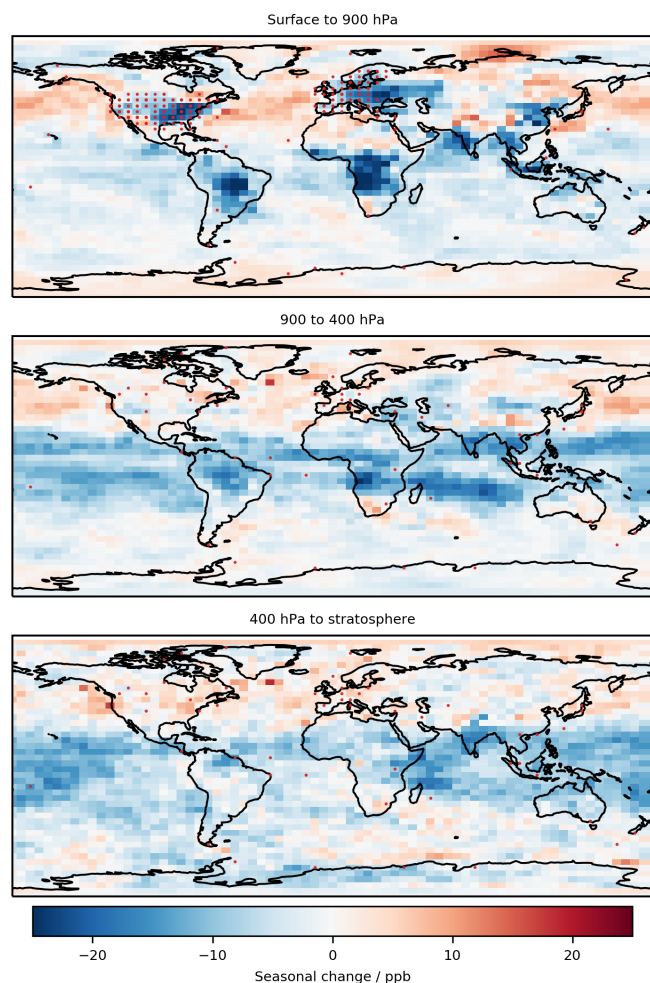 Surface to 900 hPa
900 to 400 hPa
400 hPa to stratosphere
−20 −10 0 10 20
Seasonal change / ppb